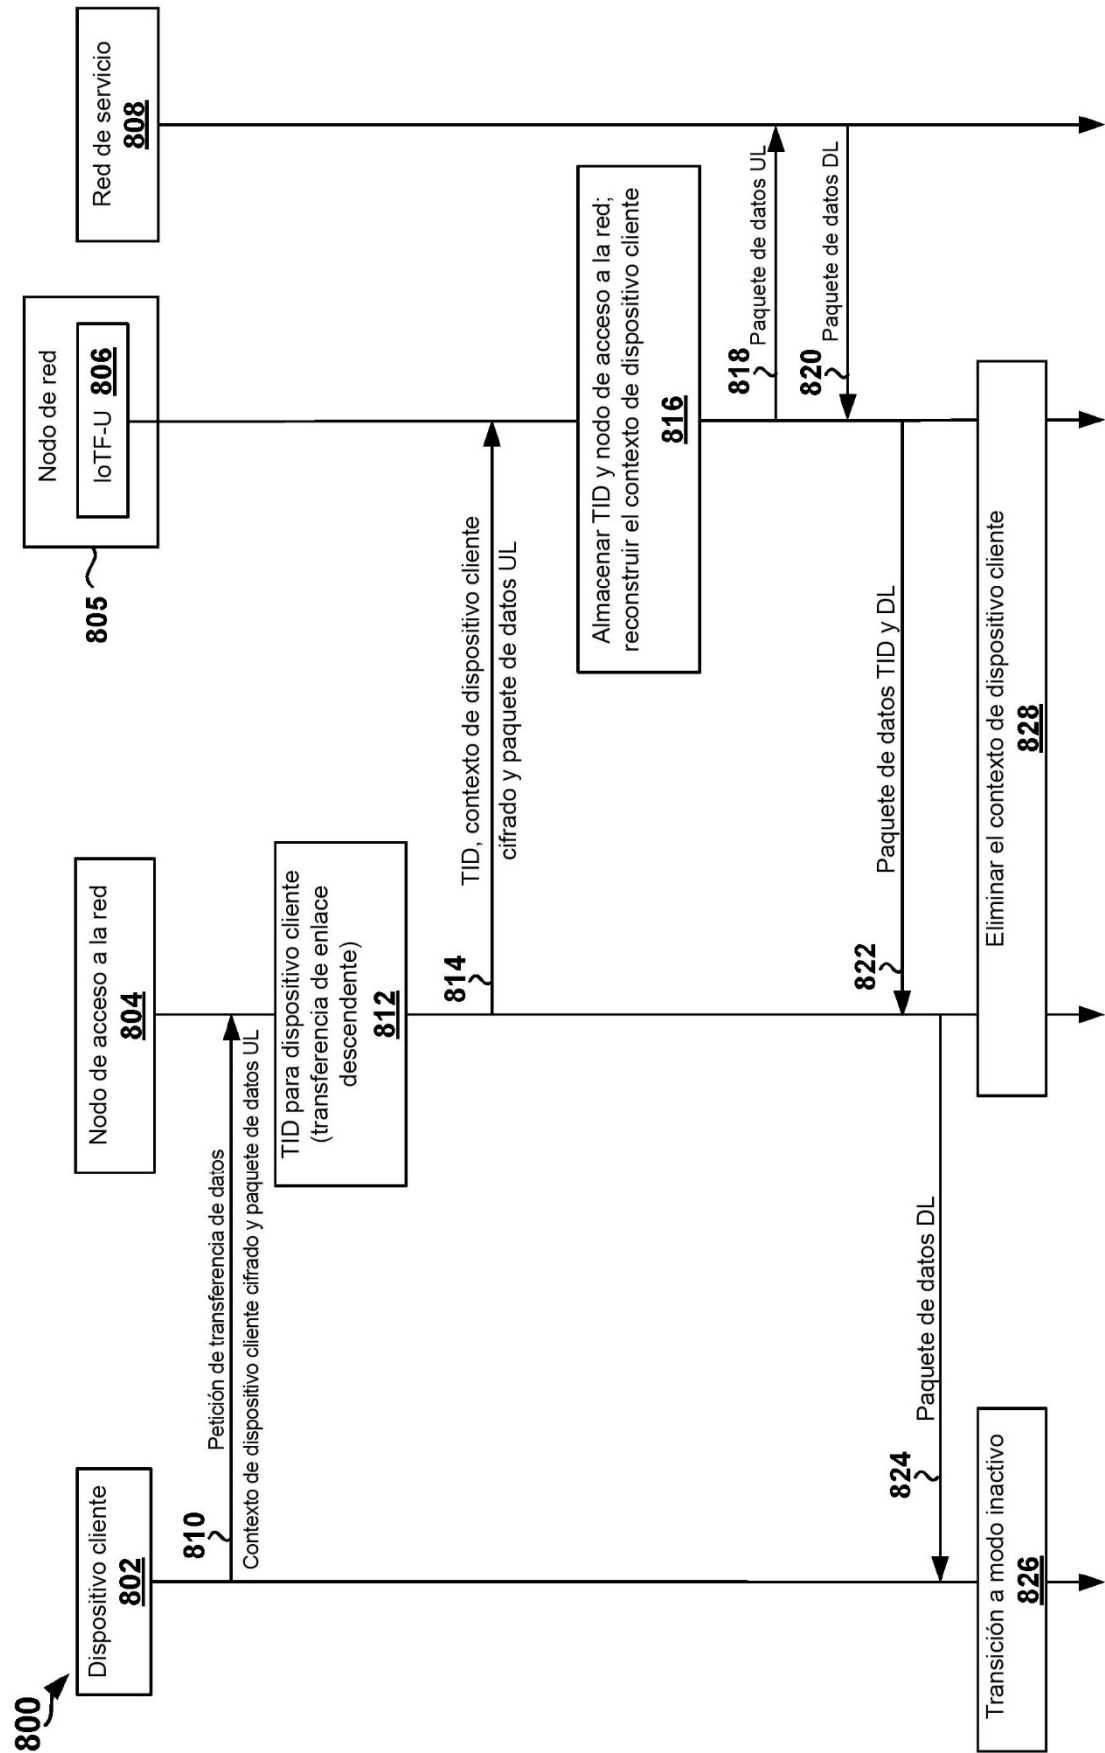 800
Dispositivo cliente
802
Nodo de acceso a la red
804
805
Nodo de red
IoTF-U 806
Red de servicio
808
810
Petición de transferencia de datos
Contexto de dispositivo cliente cifrado y paquete de datos UL
TID para dispositivo cliente
(transferencia de enlace
descendente)
812
814
TID, contexto de dispositivo cliente
cifrado y paquete de datos UL
Almacenar TID y nodo de acceso a la red;
reconstruir el contexto de dispositivo cliente
816
818
Paquete de datos UL
820
Paquete de datos DL
822
Paquete de datos TID y DL
824
Paquete de datos DL
Transición a modo inactivo
826
Eliminar el contexto de dispositivo cliente
828